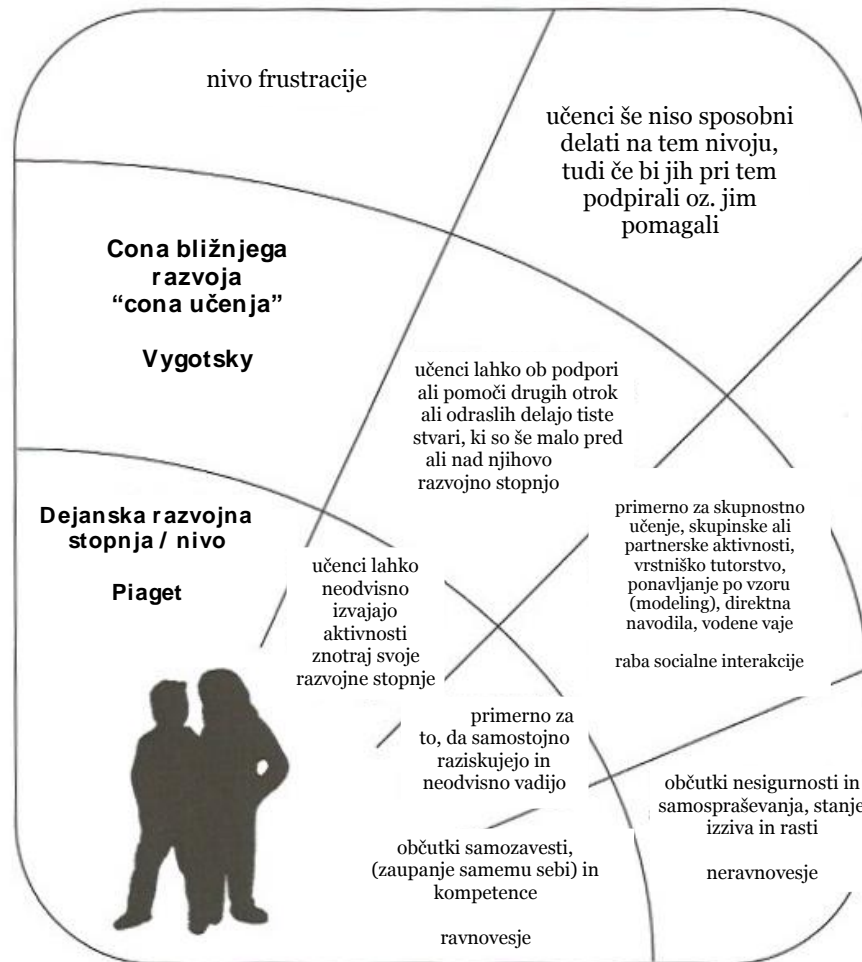 nivo frustracije
učenci še niso sposobni
delati na tem nivoju,
tudi če bi jih pri tem
podpirali oz. jim
pomagali
Cona bližnjega
razvoja
“cona učenja”
Vygotsky
učenci lahko ob podpori
ali pomoči drugih otrok
ali odraslih delajo tiste
stvari, ki so še malo pred
ali nad njihovo
razvojno stopnjo
primerno za skupnostno
učenje, skupinske ali
partnerske aktivnosti,
vrstniško tutorstvo,
ponavljanje po vzoru
(modeling), direktna
navodila, vodene vaje
raba socialne interakcije
občutki nesigurnosti in
samospraševanja, stanje
izziva in rasti
neravnovesje
Dejanska razvojna
stopnja / nivo
Piaget
učenci lahko
neodvisno
izvajajo
aktivnosti
znotraj svoje
razvojne stopnje
primerno za
to, da samostojno
raziskujejo in
neodvisno vadijo
občutki samozavesti,
(zaupanje samemu sebi) in
kompetence
ravnovesje